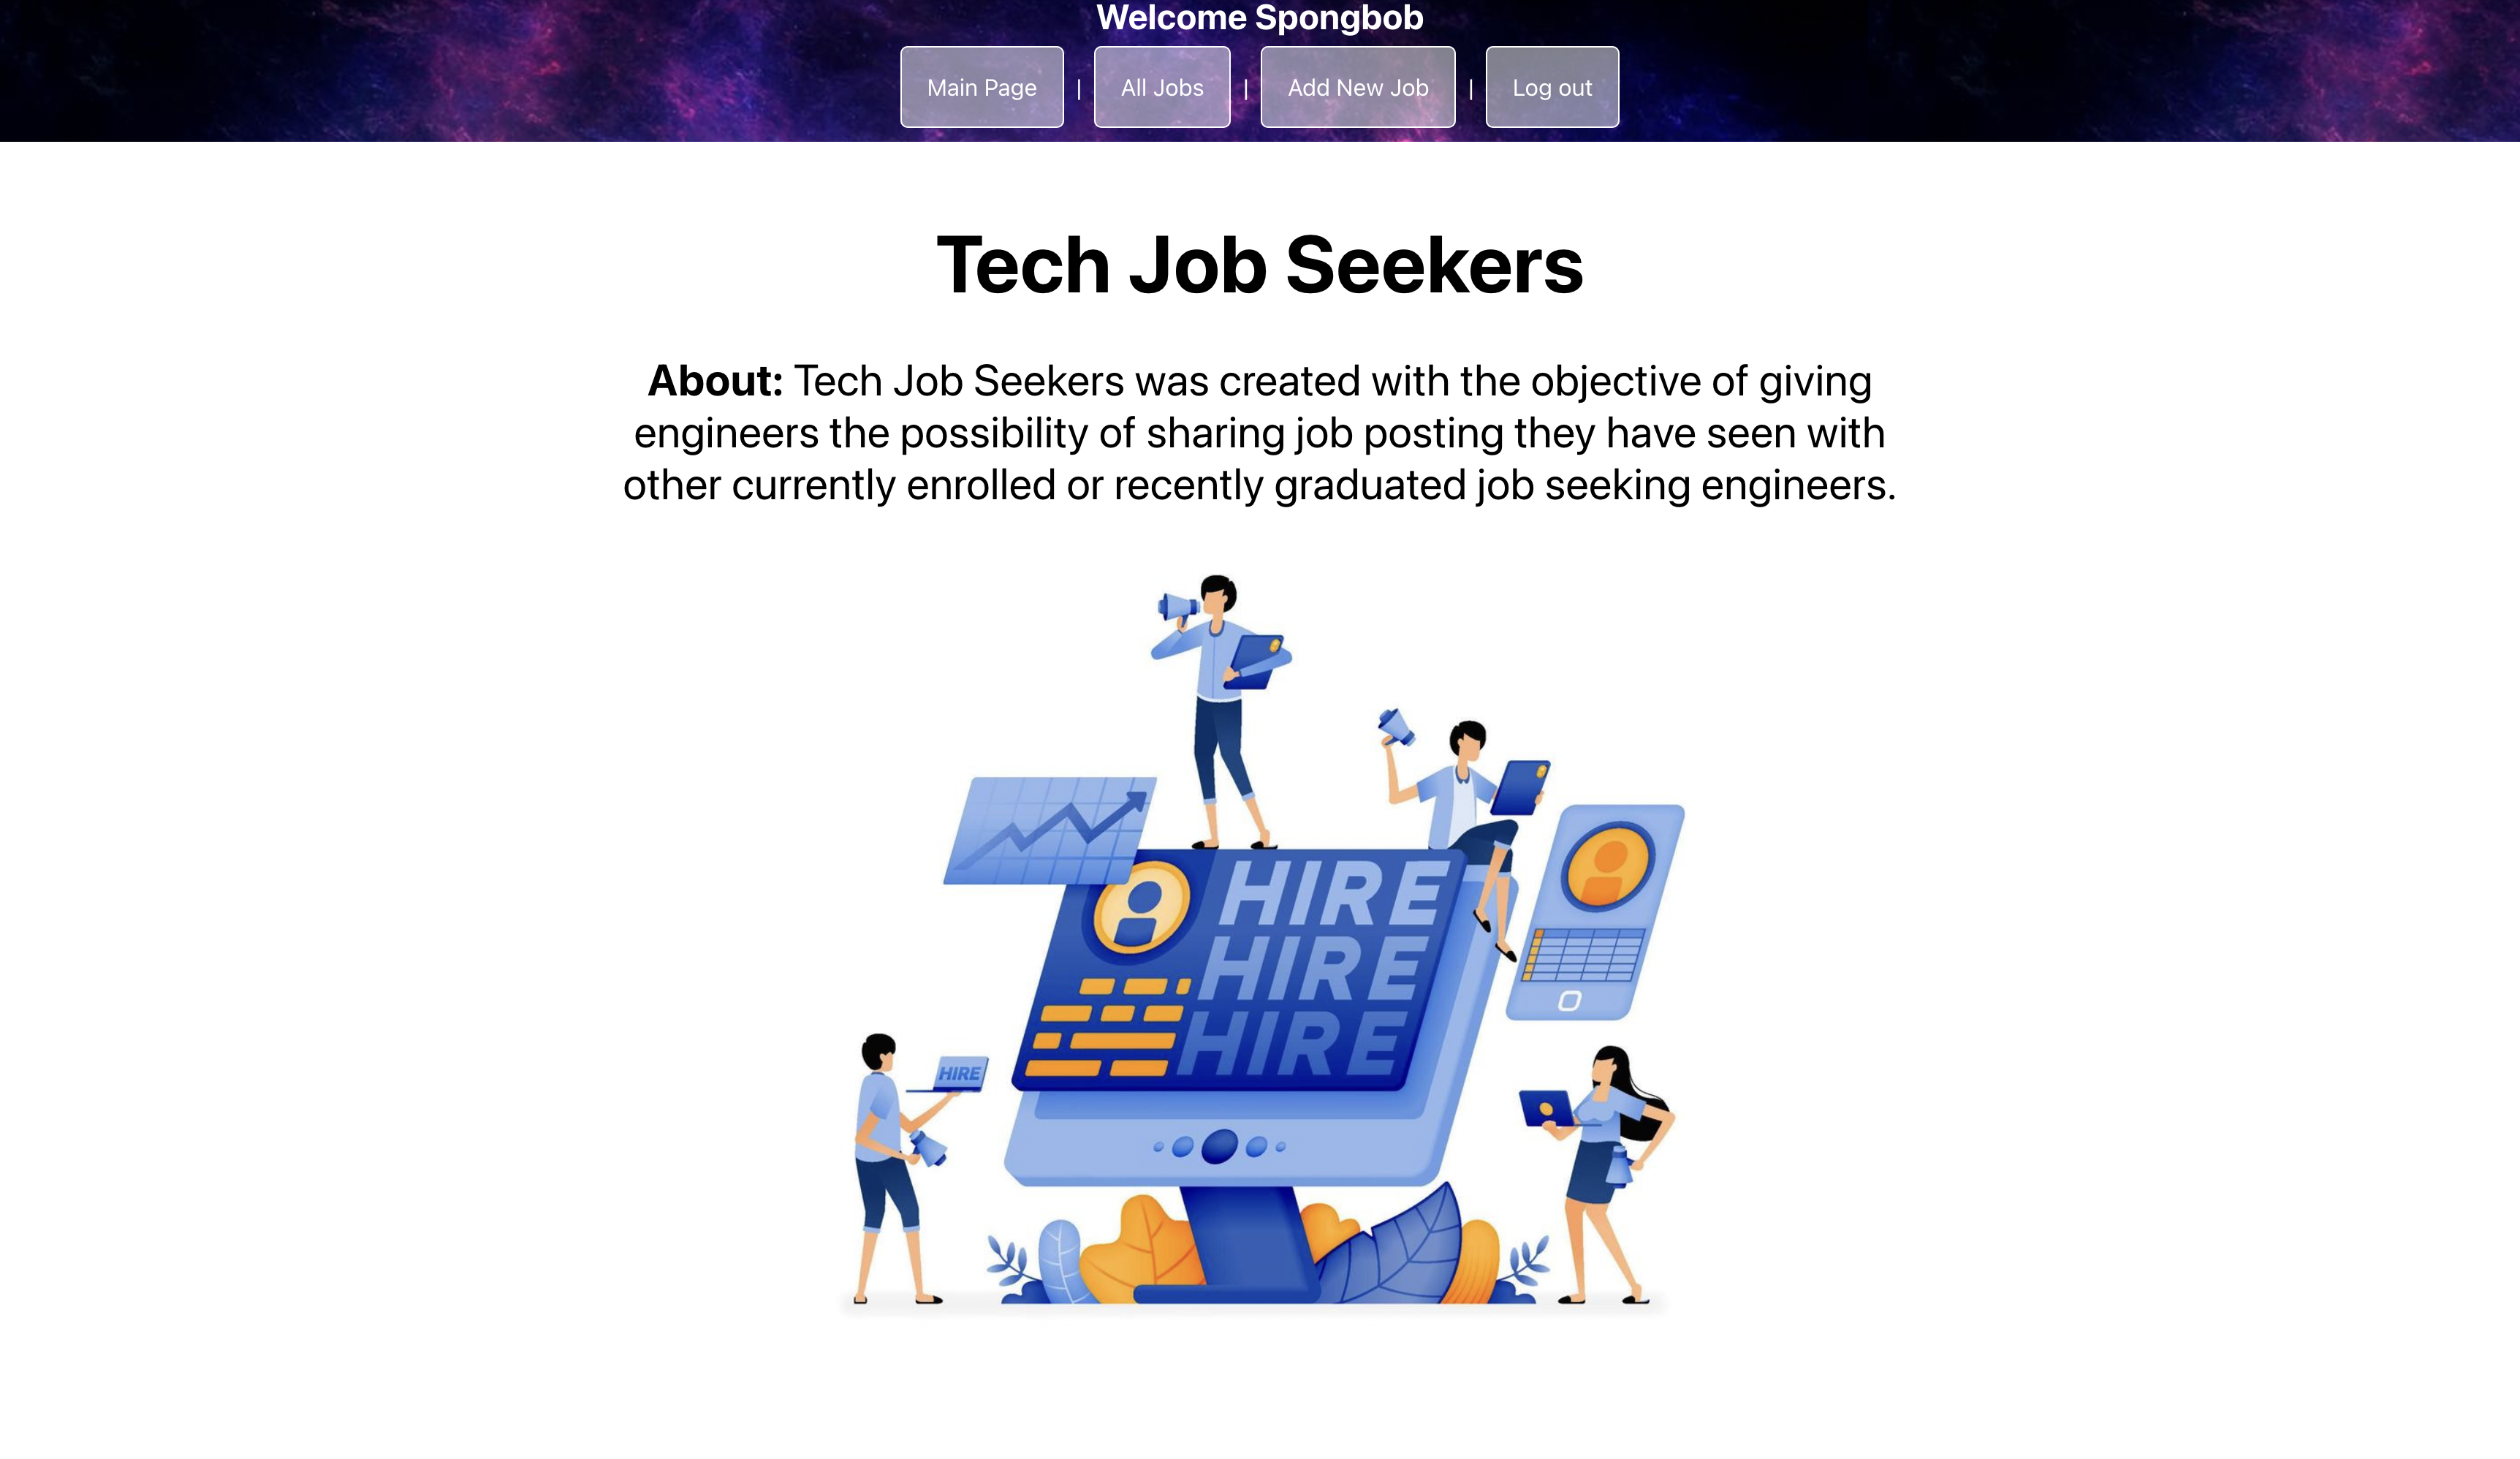 Welcome Spongbob
Main Page | All Jobs | Add New Job | Log out
Tech Job Seekers
About: Tech Job Seekers was created with the objective of giving
engineers the possibility of sharing job posting they have seen with
other currently enrolled or recently graduated job seeking engineers.
HIRE
HIRE
HIRE
HIRE